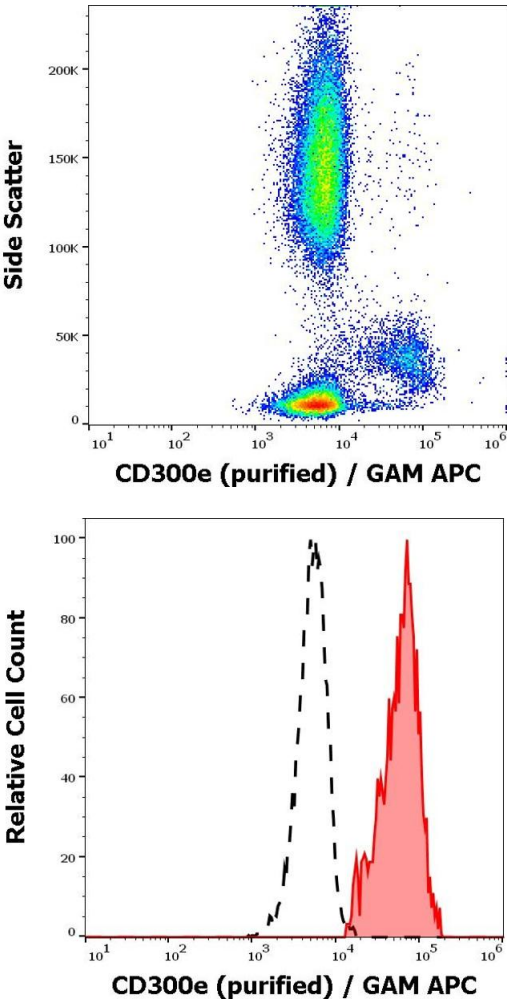 Side Scatter
200K
150K
100K
50K
0
10¹ 10² 10³ 10⁴ 10⁵ 10⁶
CD300e (purified) / GAM APC
Relative Cell Count
100
80
60
40
20
0
10¹ 10² 10³ 10⁴ 10⁵ 10⁶
CD300e (purified) / GAM APC